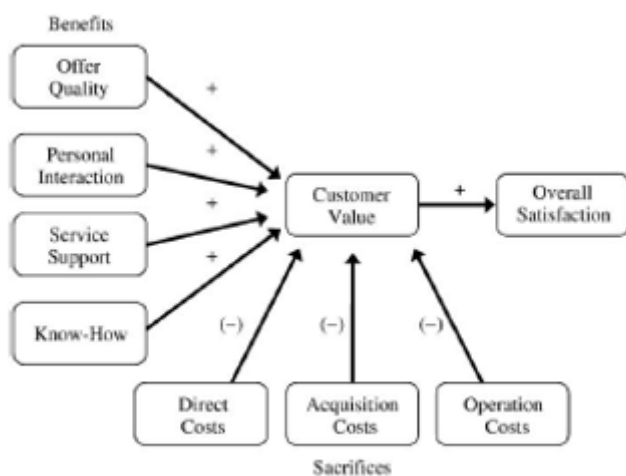 Benefits
Offer
Quality
+
Personal
Interaction
+
Service
Support
+
Know-How
+
Customer
Value
+
Overall
Satisfaction
(−)
(−)
(−)
Direct
Costs
Acquisition
Costs
Operation
Costs
Sacrifices